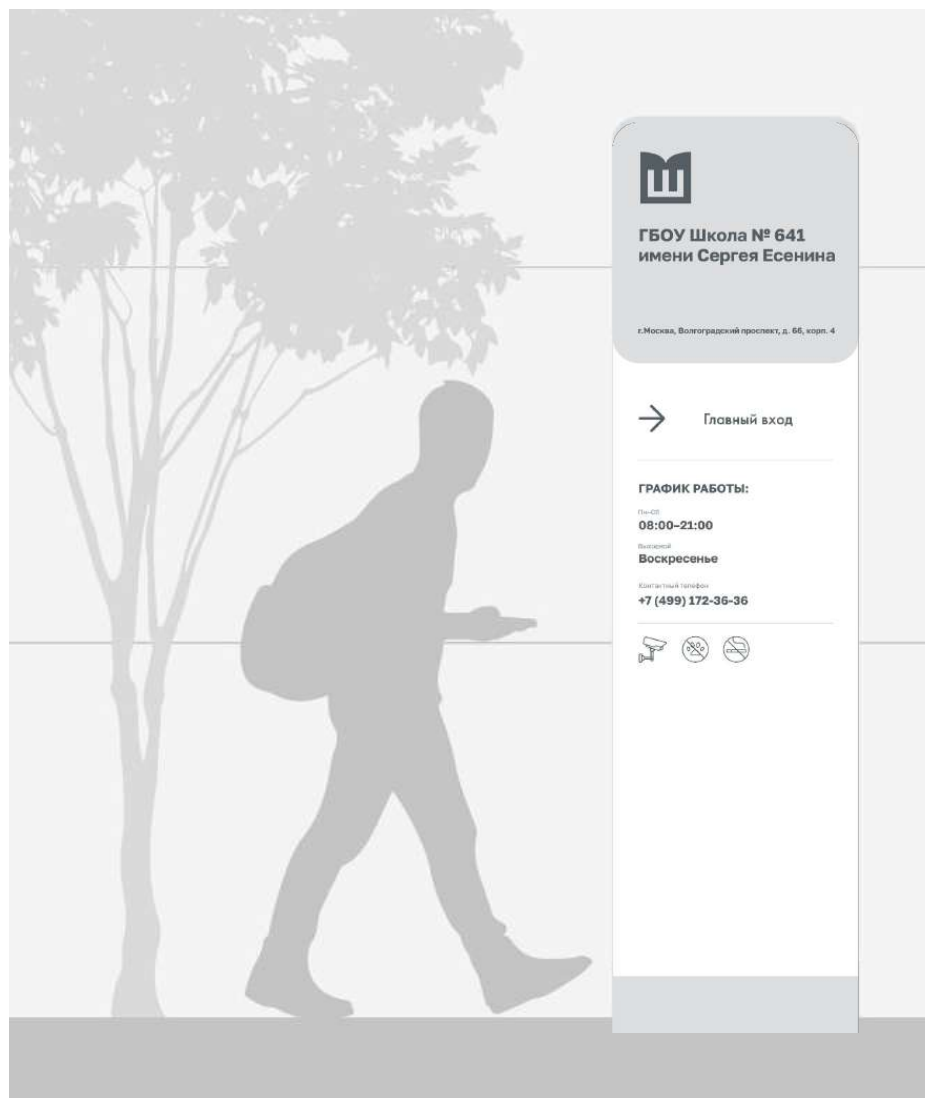 ГБОУ Школа № 641
имени Сергея Есенина
г.Москва, Волгоградский проспект, д. 66, корп. 4
Главный вход
ГРАФИК РАБОТЫ:
Пн-Сб
08:00–21:00
Выходной
Воскресенье
Контактный телефон
+7 (499) 172-36-36